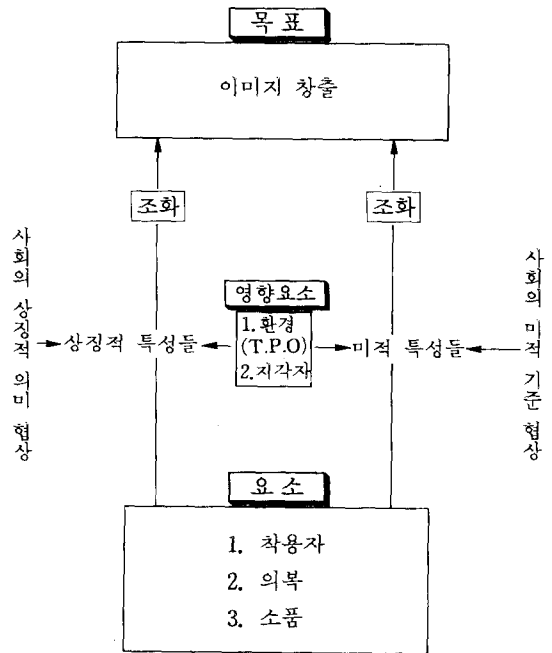 목표
이미지 창출
조화
조화
사회의 상징적 의미 협상
영향요소
1.환경
(T.P.O)
2.지각자
상징적 특성들
미적 특성들
사회의 미적 기준 협상
요소
1. 착용자
2. 의복
3. 소품